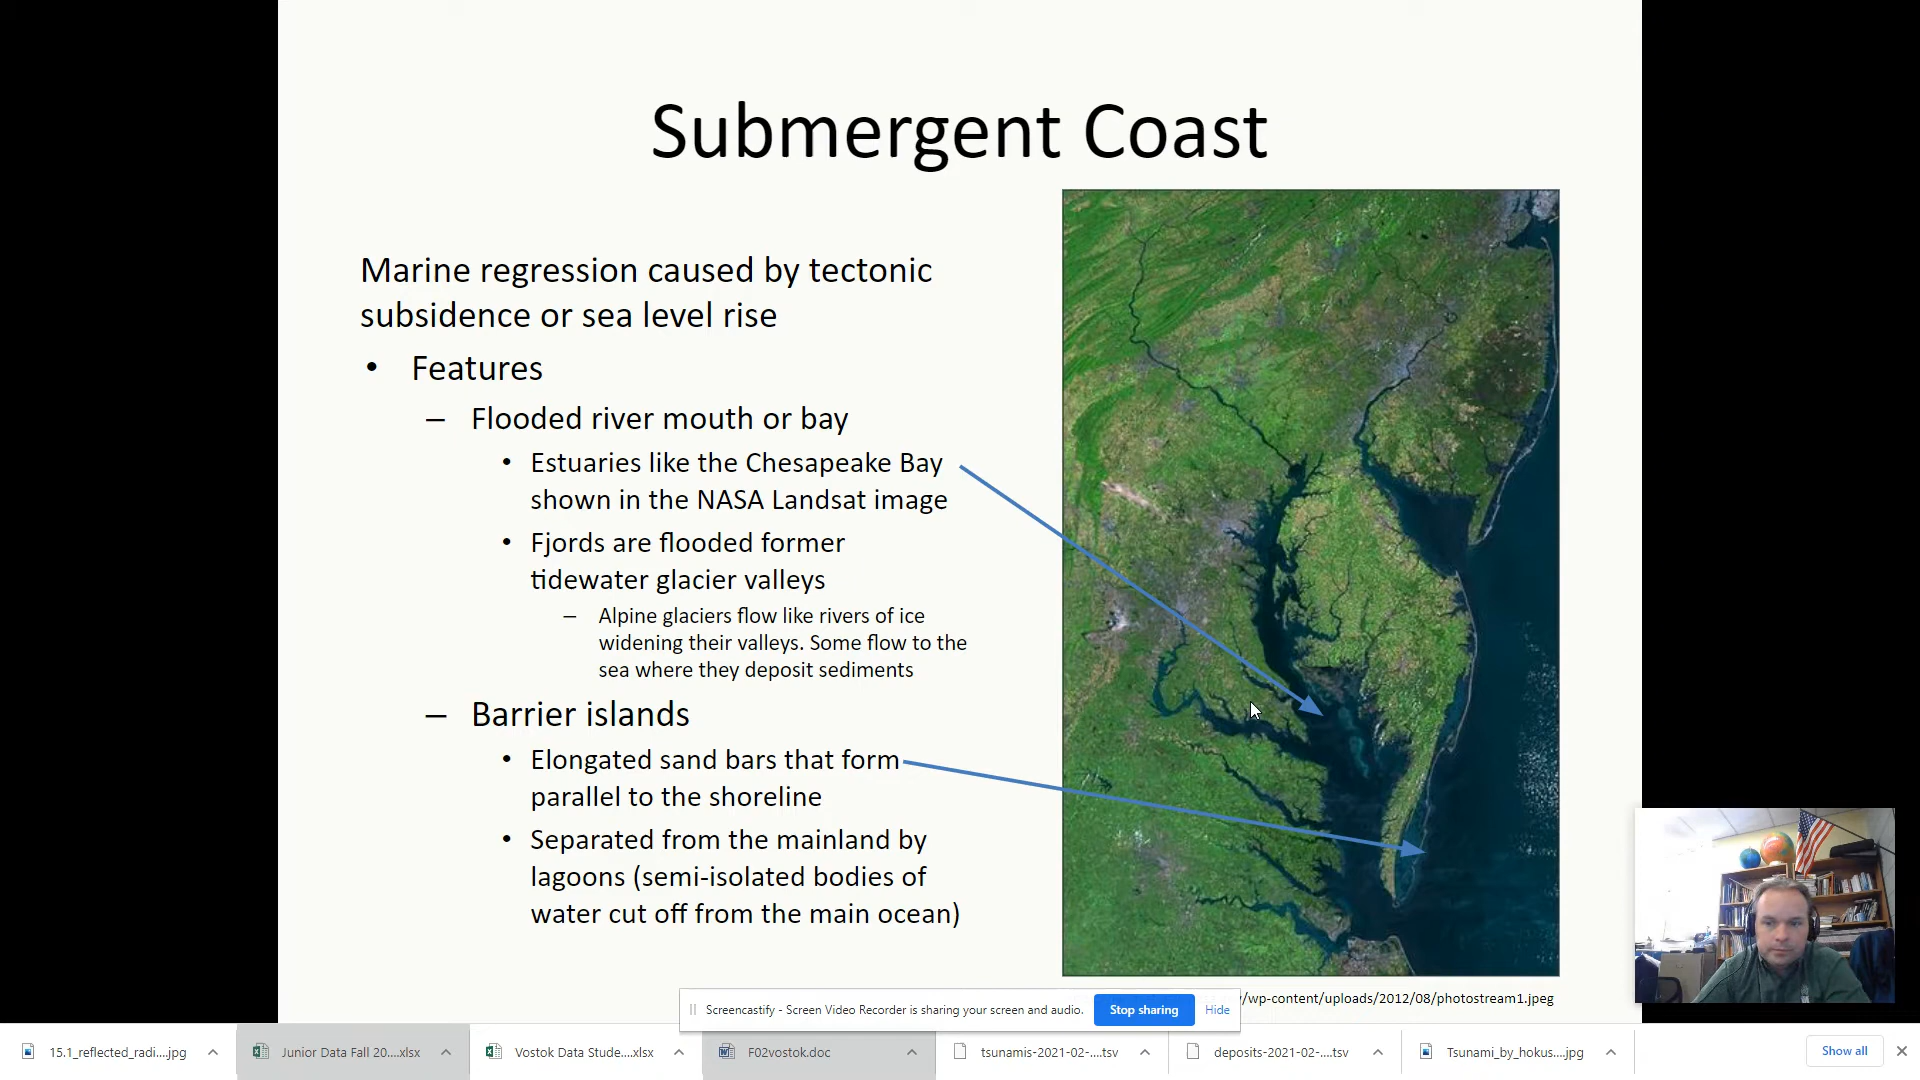 Submergent Coast
Marine regression caused by tectonic
subsidence or sea level rise
• Features
– Flooded river mouth or bay
• Estuaries like the Chesapeake Bay
shown in the NASA Landsat image
• Fjords are flooded former
tidewater glacier valleys
– Alpine glaciers flow like rivers of ice
widening their valleys. Some flow to the
sea where they deposit sediments
– Barrier islands
• Elongated sand bars that form
parallel to the shoreline
• Separated from the mainland by
lagoons (semi-isolated bodies of
water cut off from the main ocean)
/wp-content/uploads/2012/08/photostream1.jpeg
Screencastify - Screen Video Recorder is sharing your screen and audio.
Stop sharing
Hide
15.1_reflected_radi....jpg
Junior Data Fall 20....xlsx
Vostok Data Stude....xlsx
F02vostok.doc
tsunamis-2021-02-....tsv
deposits-2021-02-....tsv
Tsunami_by_hokus....jpg
Show all